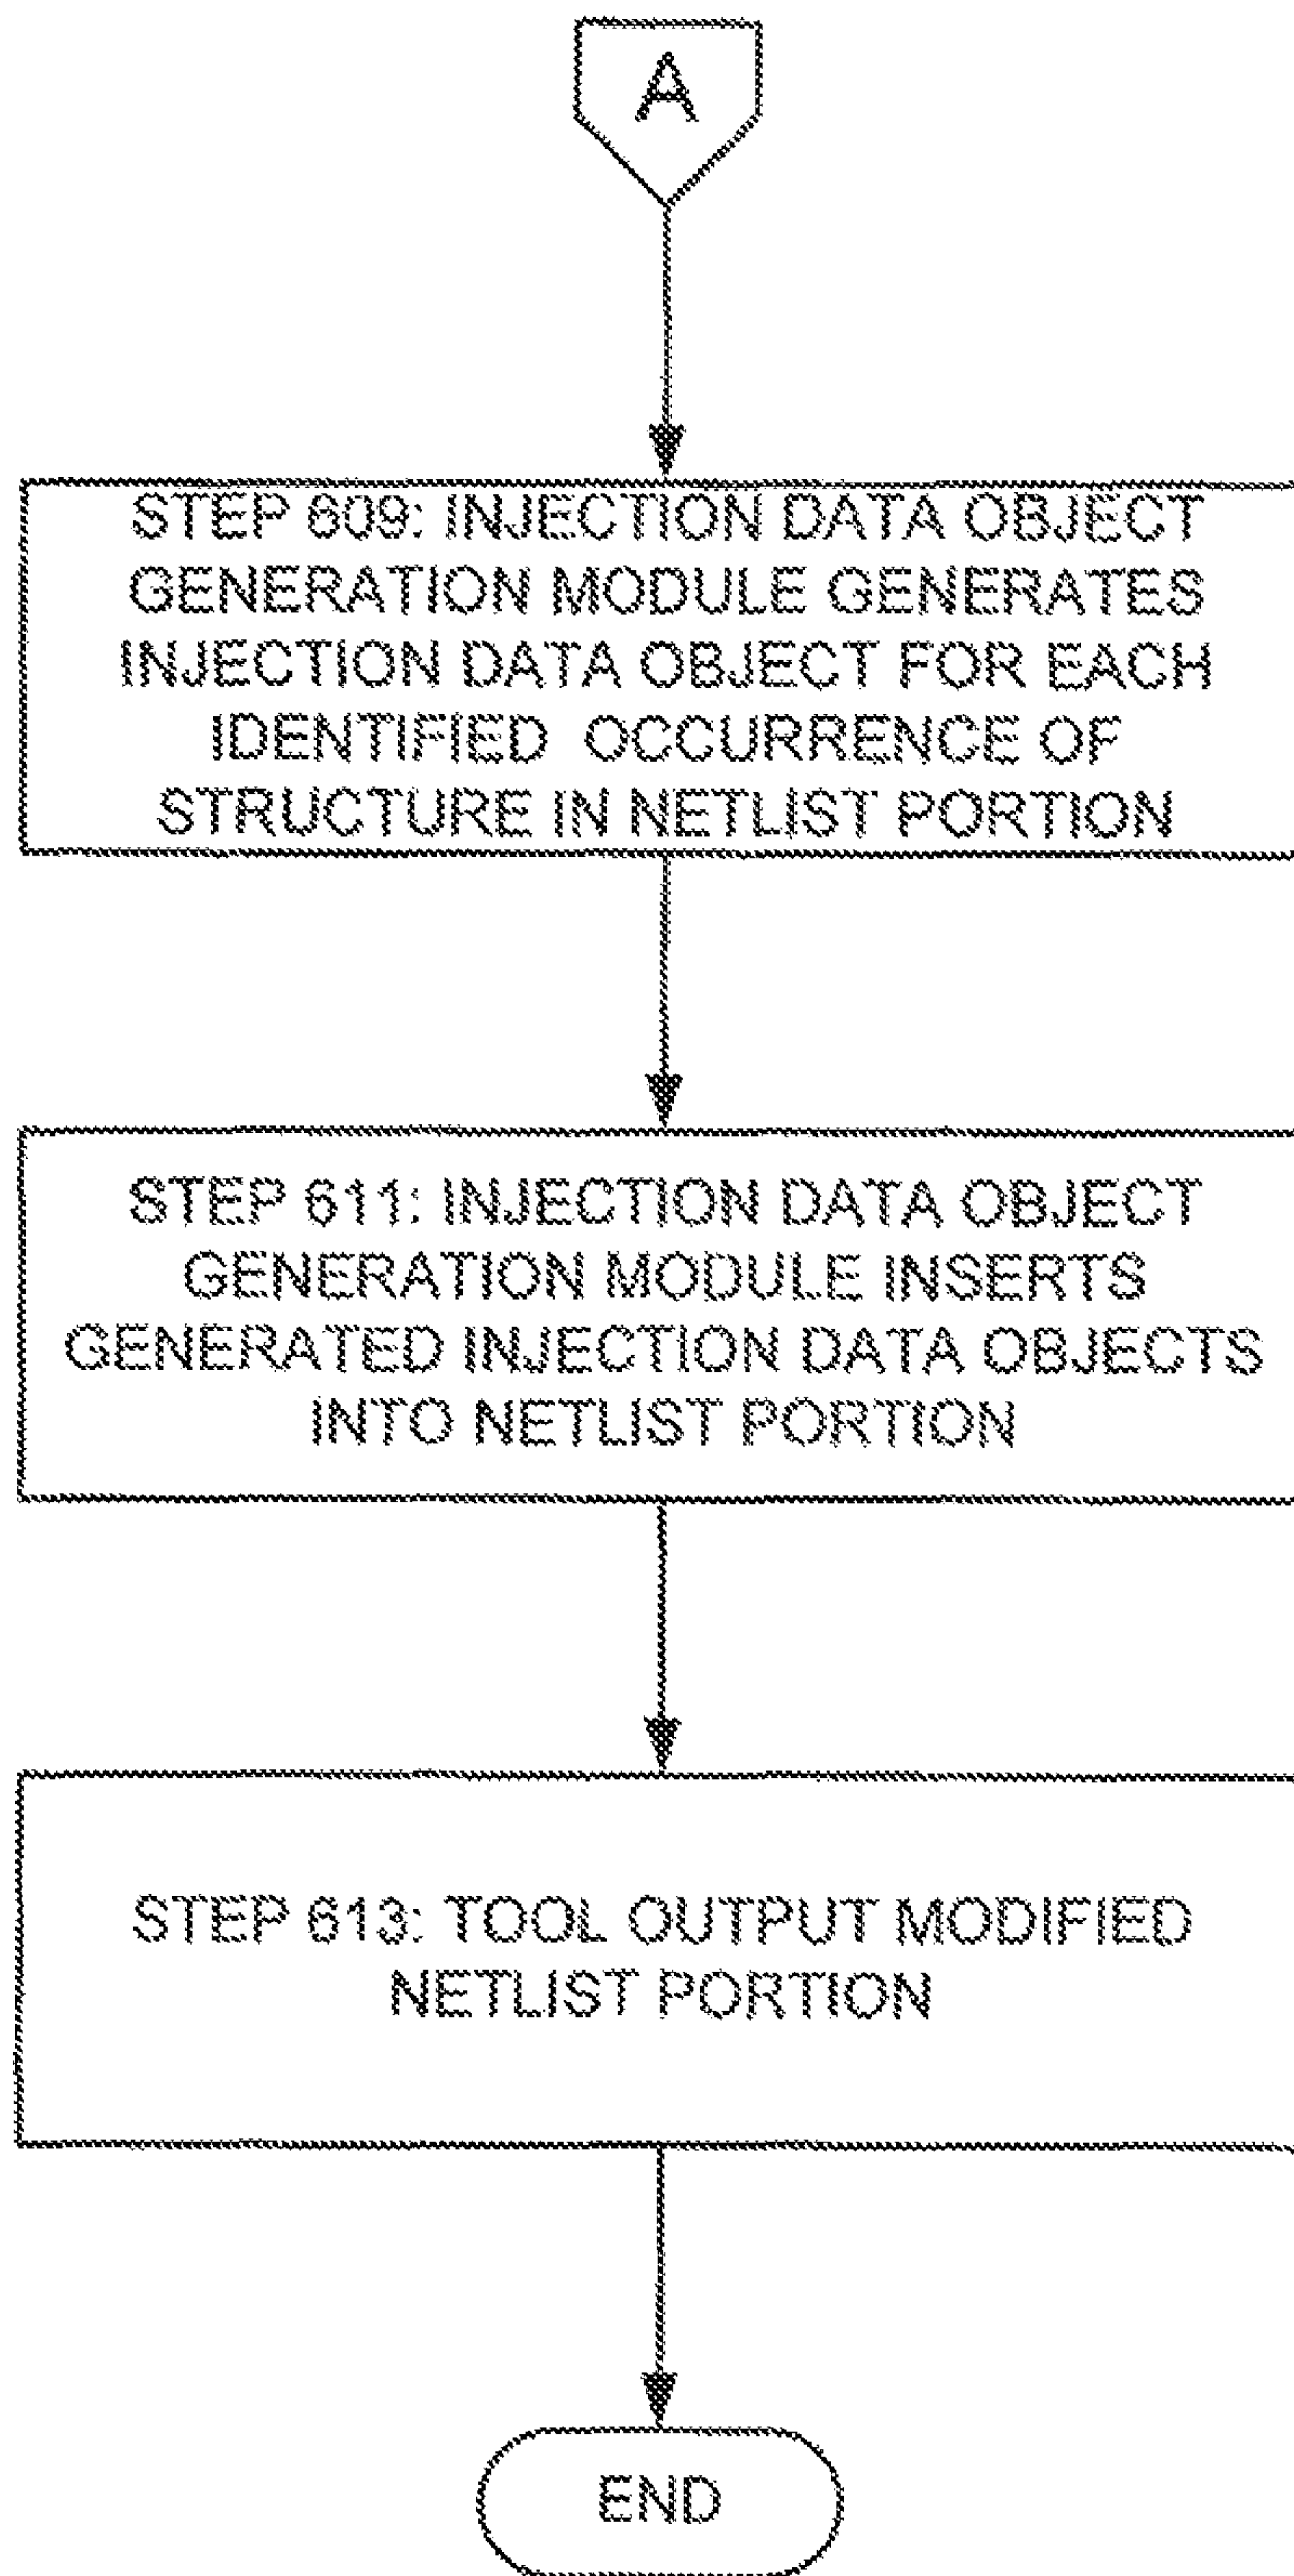 A
STEP 609: INJECTION DATA OBJECT
GENERATION MODULE GENERATES
INJECTION DATA OBJECT FOR EACH
IDENTIFIED OCCURRENCE OF
STRUCTURE IN NETLIST PORTION
STEP 611: INJECTION DATA OBJECT
GENERATION MODULE INSERTS
GENERATED INJECTION DATA OBJECTS
INTO NETLIST PORTION
STEP 613: TOOL OUTPUT MODIFIED
NETLIST PORTION
END